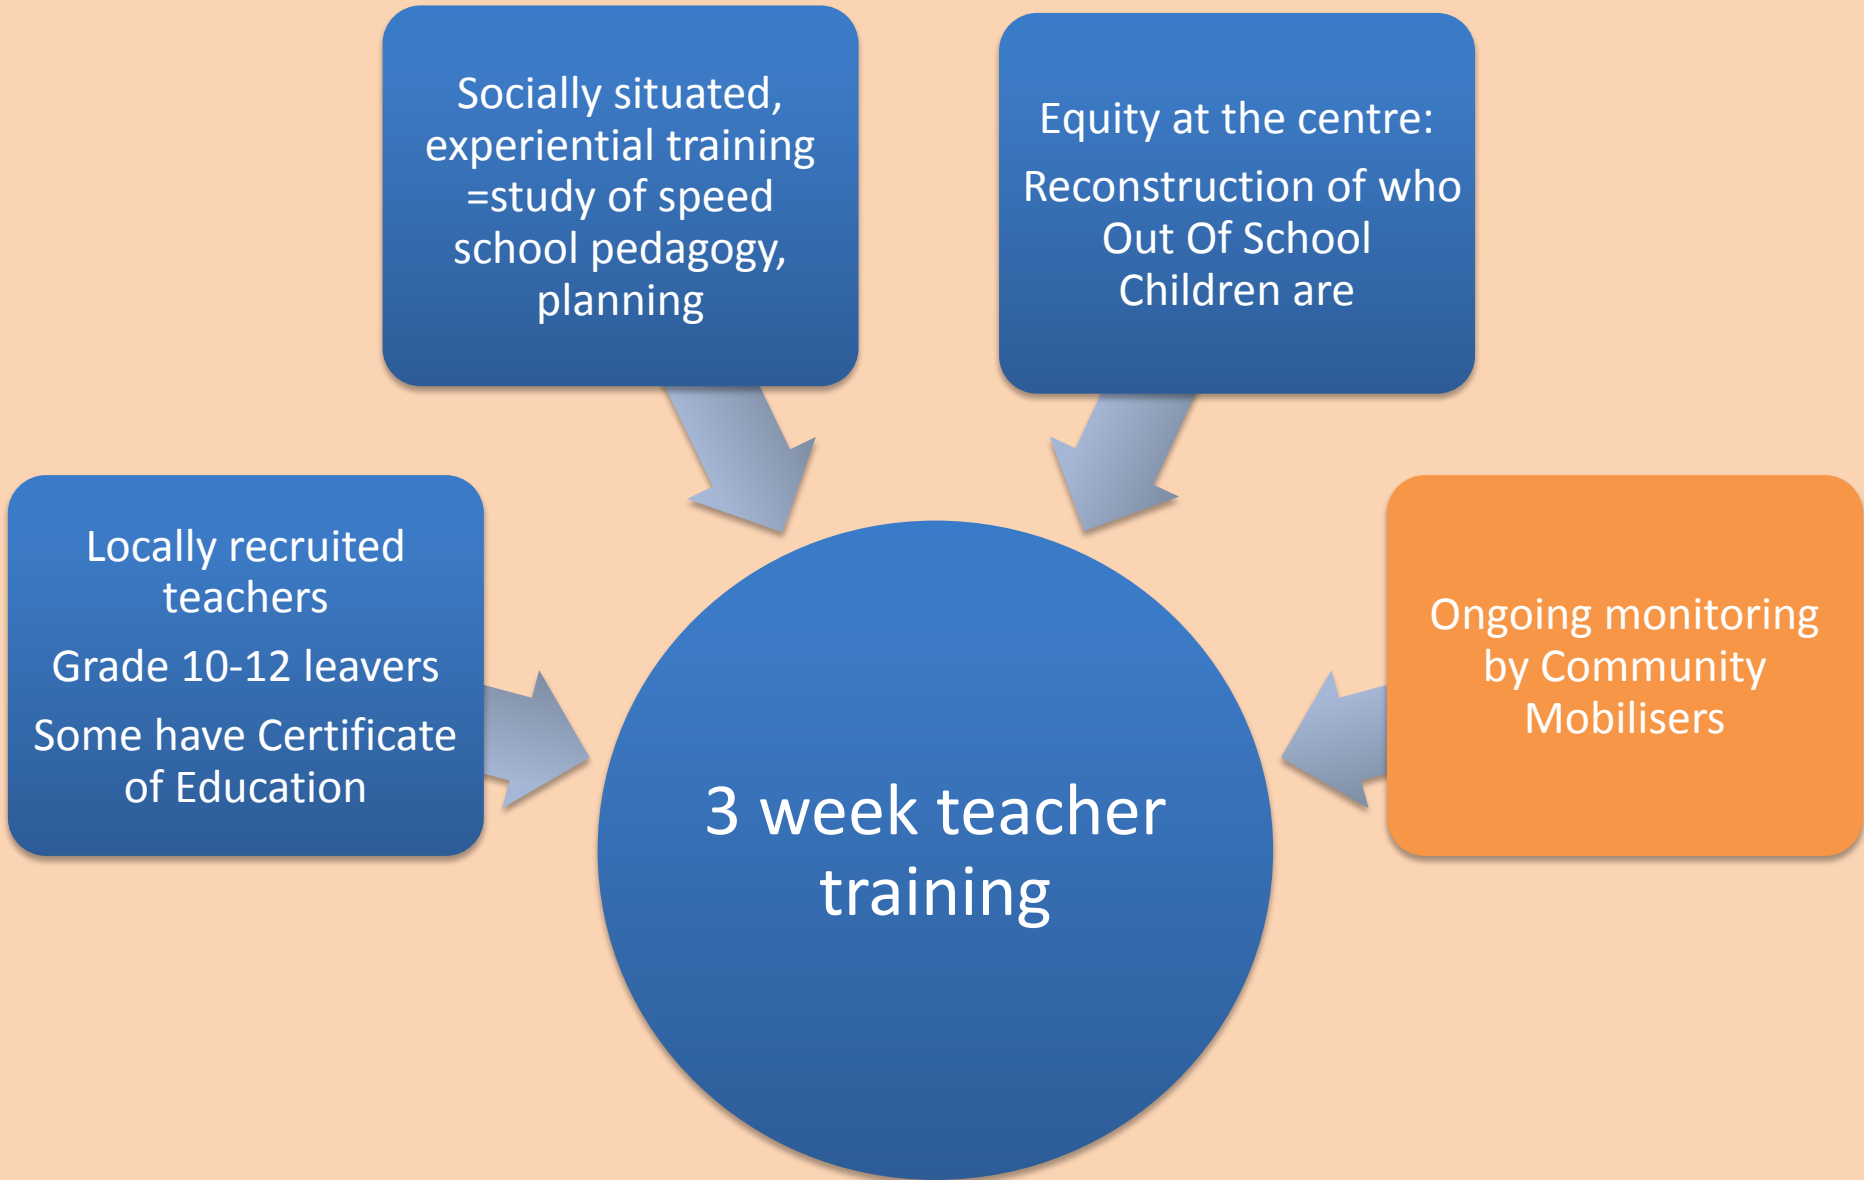 Socially situated,
experiential training
=study of speed
school pedagogy,
planning
Equity at the centre:
Reconstruction of who
Out Of School
Children are
Locally recruited
teachers
Grade 10-12 leavers
Some have Certificate
of Education
Ongoing monitoring
by Community
Mobilisers
3 week teacher
training